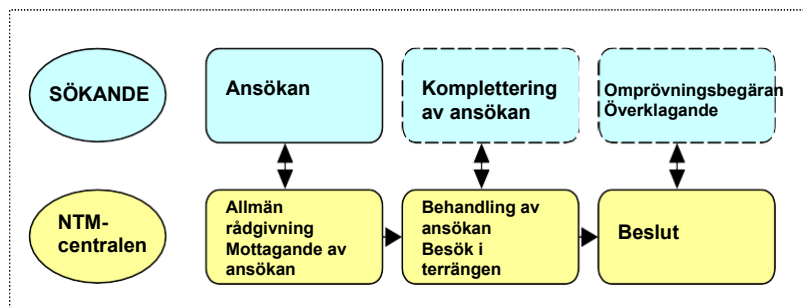 SÖKANDE
Ansökan
Komplettering
av ansökan
Omprövningsbegäran
Överklagande
NTM-
centralen
Allmän
rådgivning
Mottagande av
ansökan
Behandling av
ansökan
Besök i
terrängen
Beslut